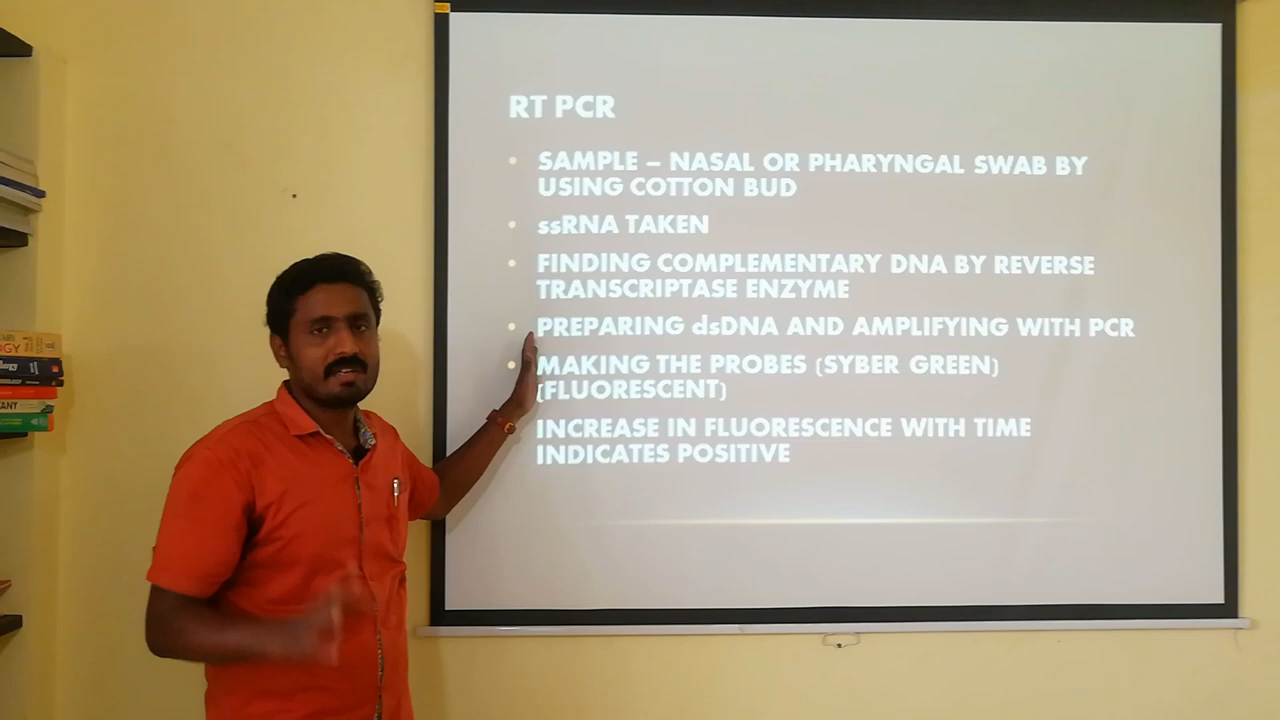 RT PCR
• SAMPLE – NASAL OR PHARYNGAL SWAB BY
USING COTTON BUD
• ssRNA TAKEN
• FINDING COMPLEMENTARY DNA BY REVERSE
TRANSCRIPTASE ENZYME
• PREPARING dsDNA AND AMPLIFYING WITH PCR
• MAKING THE PROBES (SYBER GREEN)
(FLUORESCENT)
INCREASE IN FLUORESCENCE WITH TIME
INDICATES POSITIVE